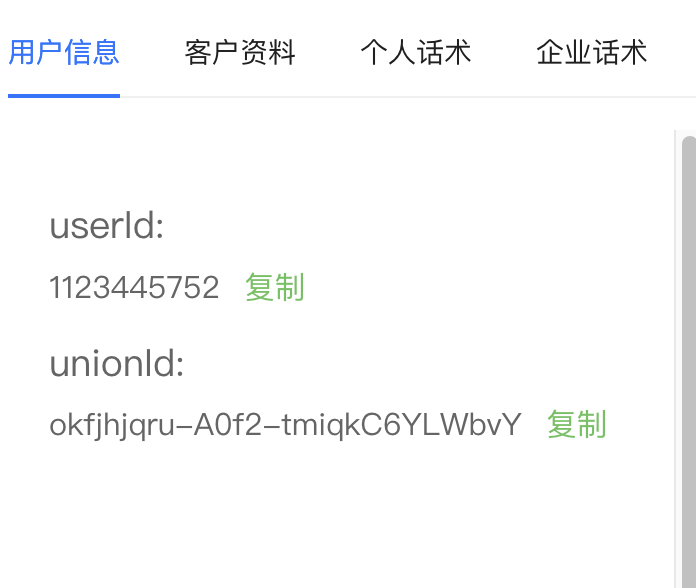 用户信息 客户资料 个人话术 企业话术
userId:
1123445752 复制
unionId:
okfjhjqru-A0f2-tmiqkC6YLWbvY 复制